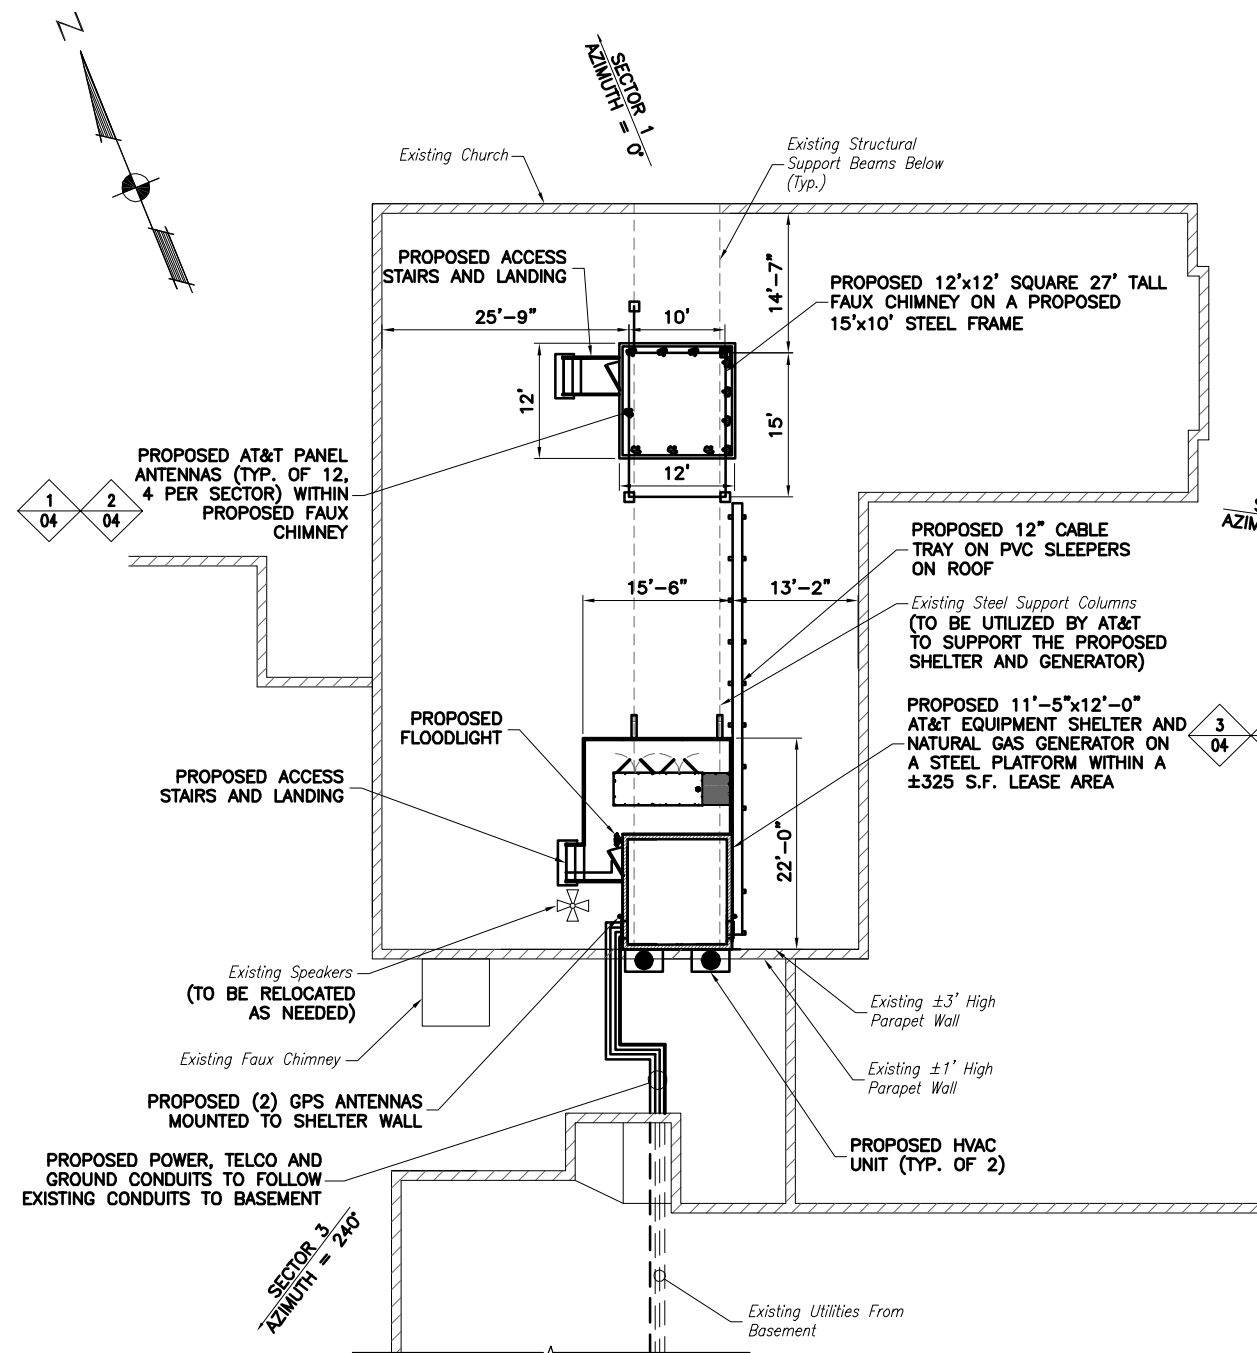 N
SECTOR 1
AZIMUTH = 0°
Existing Church
Existing Structural
Support Beams Below
(Typ.)
PROPOSED ACCESS
STAIRS AND LANDING
14'-7"
PROPOSED 12'x12' SQUARE 27' TALL
FAUX CHIMNEY ON A PROPOSED
15'x10' STEEL FRAME
25'-9"
10'
12'
15'
12'
PROPOSED AT&T PANEL
ANTENNAS (TYP. OF 12,
4 PER SECTOR) WITHIN
PROPOSED FAUX
CHIMNEY
1
04
2
04
AZIM
PROPOSED 12" CABLE
TRAY ON PVC SLEEPERS
ON ROOF
15'-6"
13'-2"
Existing Steel Support Columns
(TO BE UTILIZED BY AT&T
TO SUPPORT THE PROPOSED
SHELTER AND GENERATOR)
PROPOSED
FLOODLIGHT
PROPOSED 11'-5"x12'-0"
AT&T EQUIPMENT SHELTER AND
NATURAL GAS GENERATOR ON
A STEEL PLATFORM WITHIN A
±325 S.F. LEASE AREA
3
04
PROPOSED ACCESS
STAIRS AND LANDING
22'-0"
Existing Speakers
(TO BE RELOCATED
AS NEEDED)
Existing ±3' High
Parapet Wall
Existing Faux Chimney
Existing ±1' High
Parapet Wall
PROPOSED (2) GPS ANTENNAS
MOUNTED TO SHELTER WALL
PROPOSED HVAC
UNIT (TYP. OF 2)
PROPOSED POWER, TELCO AND
GROUND CONDUITS TO FOLLOW
EXISTING CONDUITS TO BASEMENT
SECTOR 3
AZIMUTH = 240°
Existing Utilities From
Basement